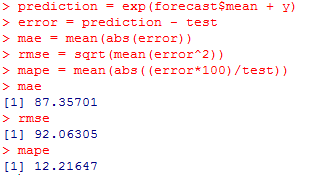 > prediction = exp(forecast$mean + y)
> error = prediction - test
> mae = mean(abs(error))
> rmse = sqrt(mean(error^2))
> mape = mean(abs((error*100)/test))
> mae
[1] 87.35701
> rmse
[1] 92.06305
> mape
[1] 12.21647